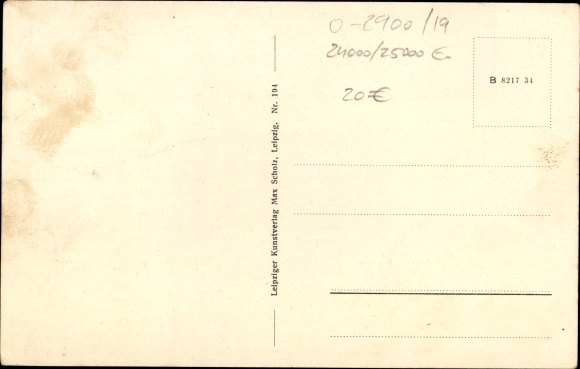 0-2900/19
24000/25000 E.
20€
B 8217 34
Leipziger Kunstverlag Max Scholz, Leipzig. Nr. 194